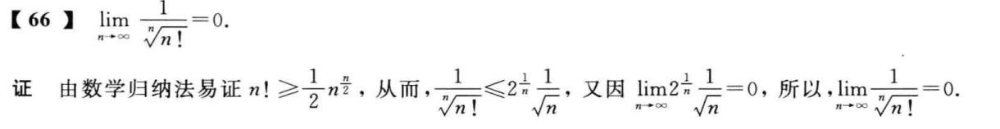 【66】 $\lim_{n\to\infty}\frac{1}{\sqrt[n]{n!}}=0.$
证 由数学归纳法易证 $n!\geqslant\frac{1}{2}n^{\frac{n}{2}}$，从而，$\frac{1}{\sqrt[n]{n!}}\leqslant 2^{\frac{1}{n}}\frac{1}{\sqrt{n}}$，又因 $\lim_{n\to\infty}2^{\frac{1}{n}}\frac{1}{\sqrt{n}}=0$，所以，$\lim_{n\to\infty}\frac{1}{\sqrt[n]{n!}}=0.$